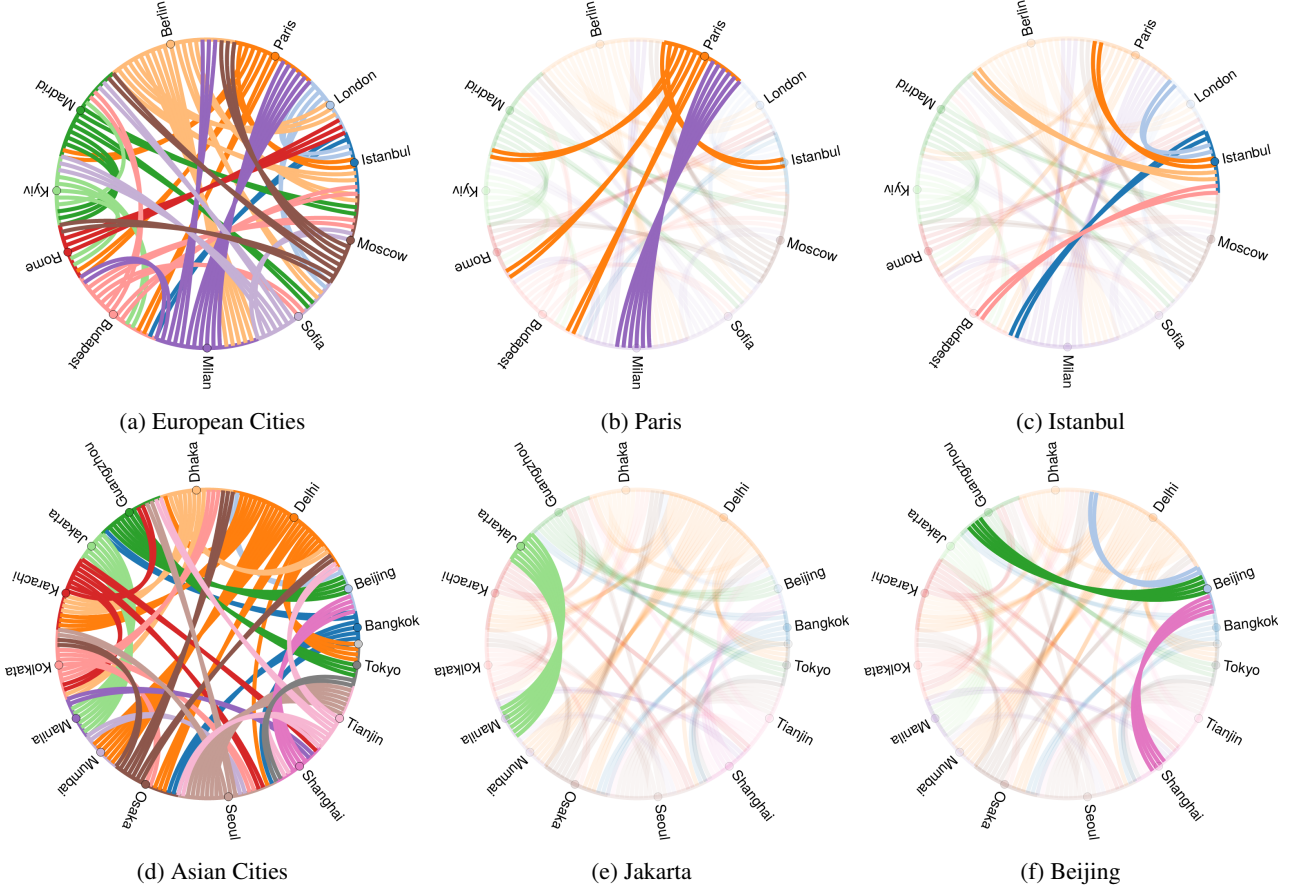 Berlin
Paris
London
Istanbul
Moscow
Sofia
Milan
Budapest
Rome
Kyiv
Madrid
(a) European Cities
Berlin
Paris
London
Istanbul
Moscow
Sofia
Milan
Budapest
Rome
Kyiv
Madrid
(b) Paris
Berlin
Paris
London
Istanbul
Moscow
Sofia
Milan
Budapest
Rome
Kyiv
Madrid
(c) Istanbul
Guangzhou
Dhaka
Delhi
Beijing
Bangkok
Tokyo
Tianjin
Shanghai
Seoul
Osaka
Mumbai
Manila
Kolkata
Karachi
Jakarta
(d) Asian Cities
Guangzhou
Dhaka
Delhi
Beijing
Bangkok
Tokyo
Tianjin
Shanghai
Seoul
Osaka
Mumbai
Manila
Kolkata
Karachi
Jakarta
(e) Jakarta
Guangzhou
Dhaka
Delhi
Beijing
Bangkok
Tokyo
Tianjin
Shanghai
Seoul
Osaka
Mumbai
Manila
Kolkata
Karachi
Jakarta
(f) Beijing